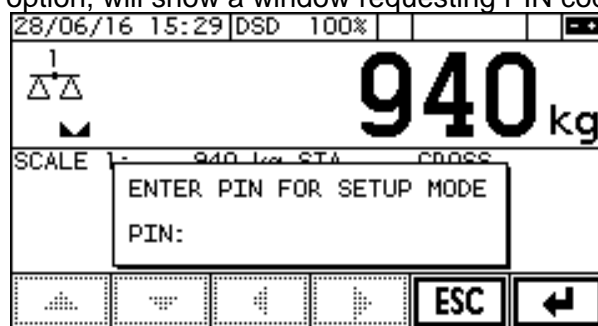 option, will show a window requesting PIN co
28/06/16 15:29 DSD 100%
1
940 kg
SCALE 1: 940 kg STA GROSS
ENTER PIN FOR SETUP MODE
PIN:
ESC